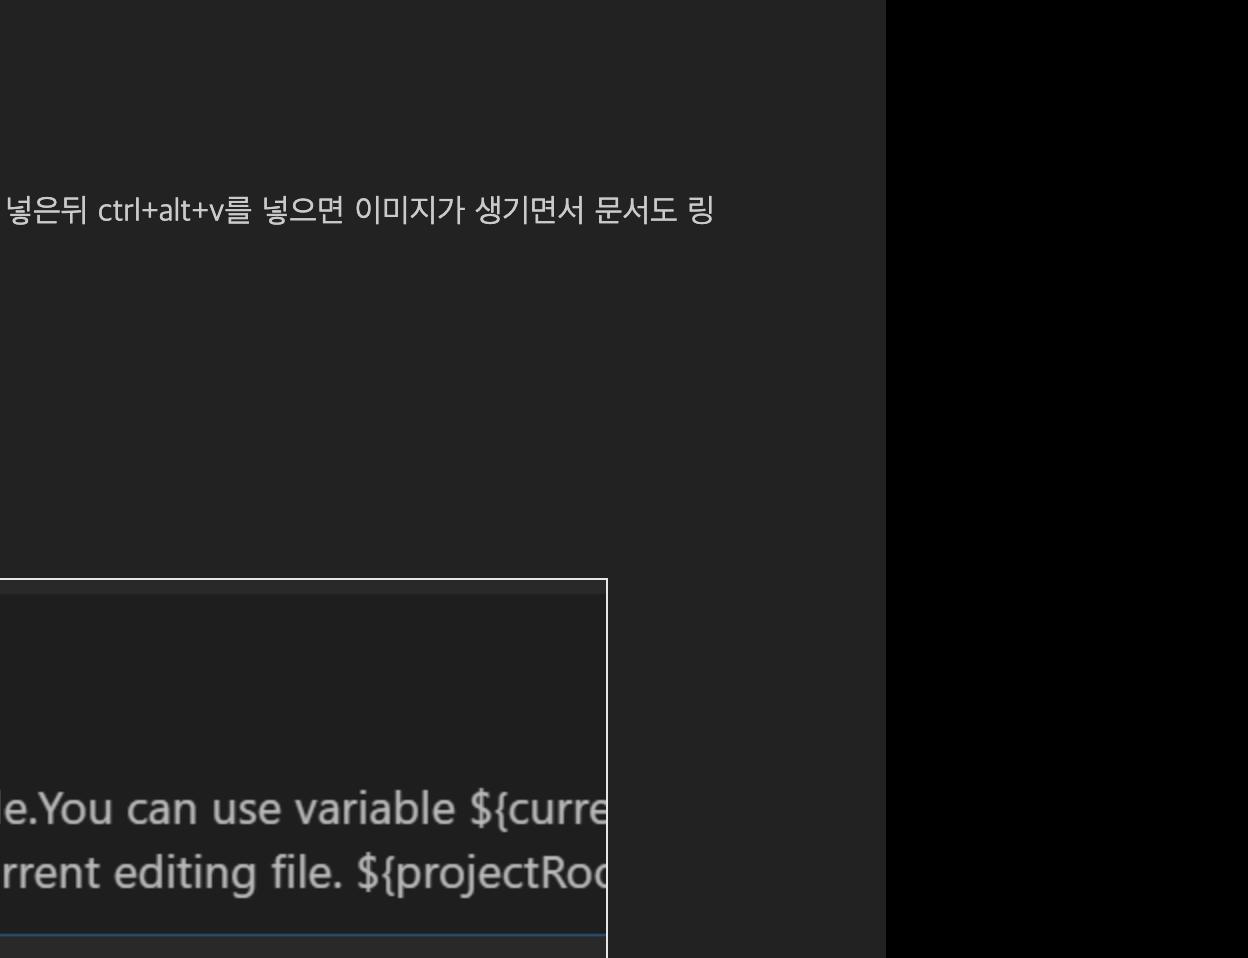 넣은뒤 ctrl+alt+v를 넣으면 이미지가 생기면서 문서도 링
le.You can use variable ${curre
rrent editing file. ${projectRoo